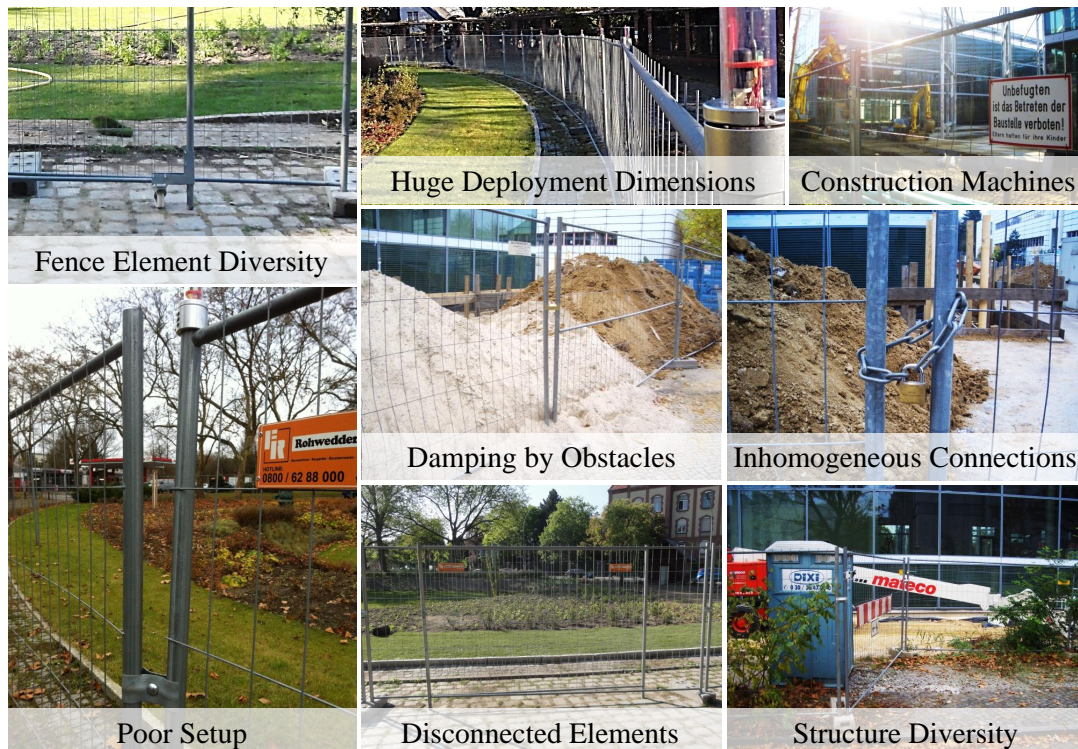 Unbefugten
ist das Betreten der
Baustelle verboten!
Eltern haften für ihre Kinder
Huge Deployment Dimensions
Construction Machines
Fence Element Diversity
Damping by Obstacles
Inhomogeneous Connections
Rohwedder
HOTLINE
0800 / 62 88 000
DIXI
mateco
Poor Setup
Disconnected Elements
Structure Diversity